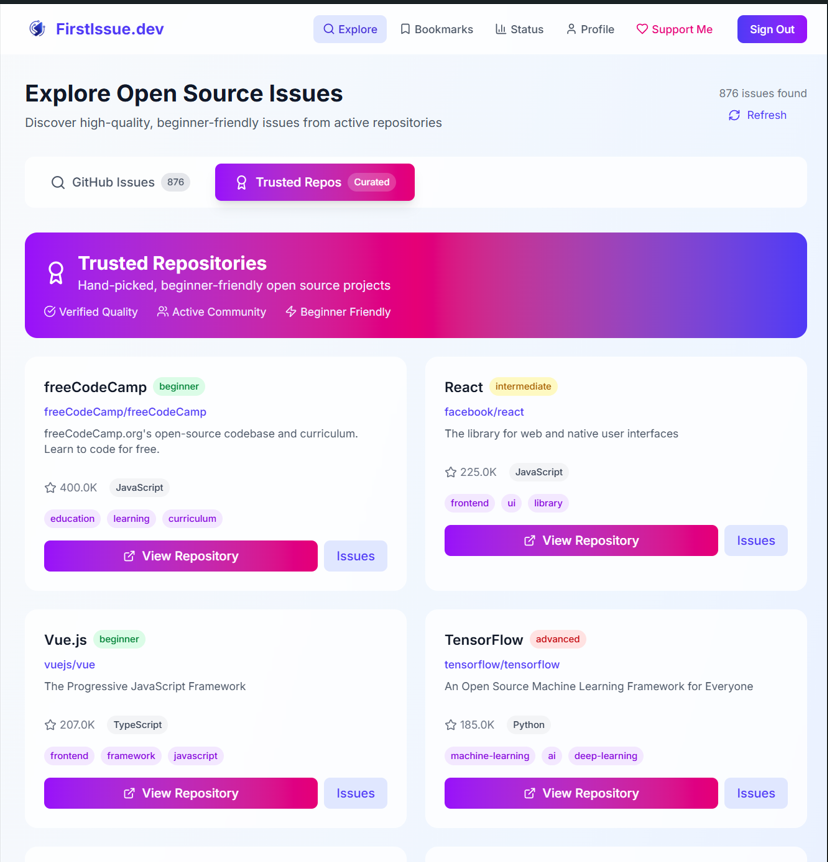 FirstIssue.dev Explore Bookmarks Status Profile Support Me Sign Out
Explore Open Source Issues
876 issues found
Discover high-quality, beginner-friendly issues from active repositories
Refresh
GitHub Issues 876 Trusted Repos Curated
Trusted Repositories
Hand-picked, beginner-friendly open source projects
Verified Quality Active Community Beginner Friendly
freeCodeCamp beginner
freeCodeCamp/freeCodeCamp
freeCodeCamp.org's open-source codebase and curriculum.
Learn to code for free.
400.0K JavaScript
education learning curriculum
View Repository Issues
React intermediate
facebook/react
The library for web and native user interfaces
225.0K JavaScript
frontend ui library
View Repository Issues
Vue.js beginner
vuejs/vue
The Progressive JavaScript Framework
207.0K TypeScript
frontend framework javascript
View Repository Issues
TensorFlow advanced
tensorflow/tensorflow
An Open Source Machine Learning Framework for Everyone
185.0K Python
machine-learning ai deep-learning
View Repository Issues